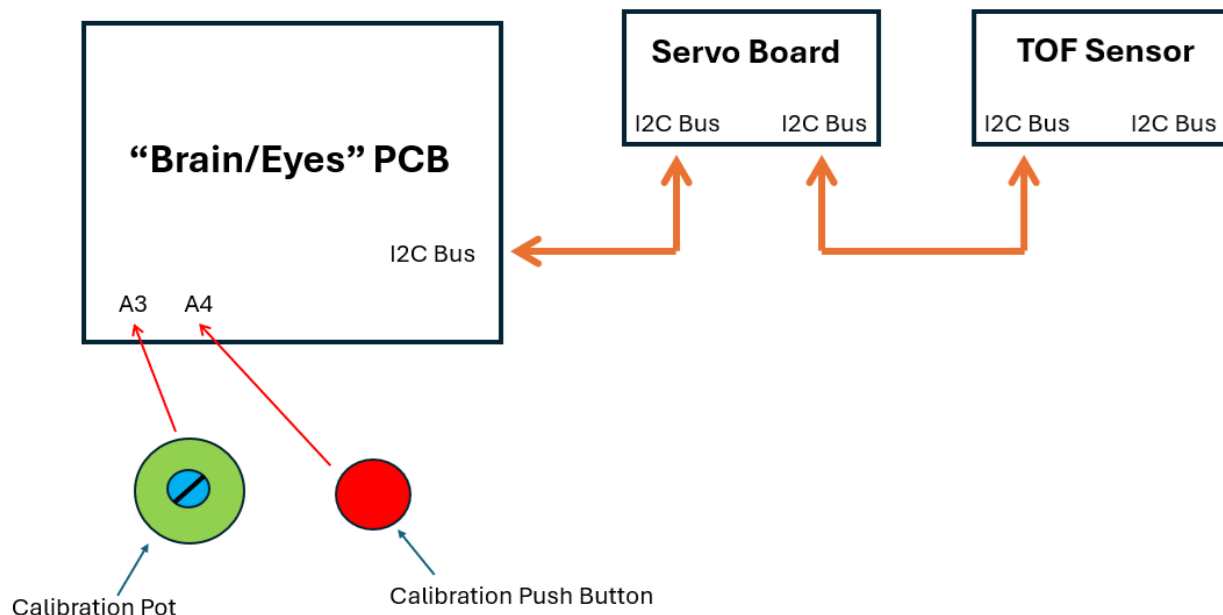 “Brain/Eyes” PCB
I2C Bus
A3 A4
Servo Board
I2C Bus I2C Bus
TOF Sensor
I2C Bus I2C Bus
Calibration Pot
Calibration Push Button